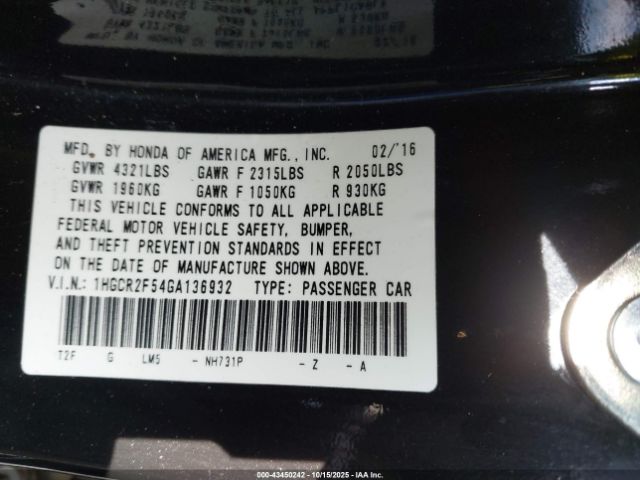 MFD. BY HONDA OF AMERICA MFG., INC. 02/'16
GVWR 4321LBS GAWR F 2315LBS R 2050LBS
GVWR 1960KG GAWR F 1050KG R 930KG
THIS VEHICLE CONFORMS TO ALL APPLICABLE
FEDERAL MOTOR VEHICLE SAFETY, BUMPER,
AND THEFT PREVENTION STANDARDS IN EFFECT
ON THE DATE OF MANUFACTURE SHOWN ABOVE.
V.I.N.: 1HGCR2F54GA136932 TYPE: PASSENGER CAR
T2F G LM5 - NH731P - Z - A
## 43450242 - 10/15/2025 - IAA Inc.